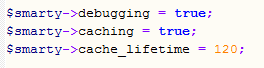 $smarty->debugging = true;
$smarty->caching = true;
$smarty->cache_lifetime = 120;